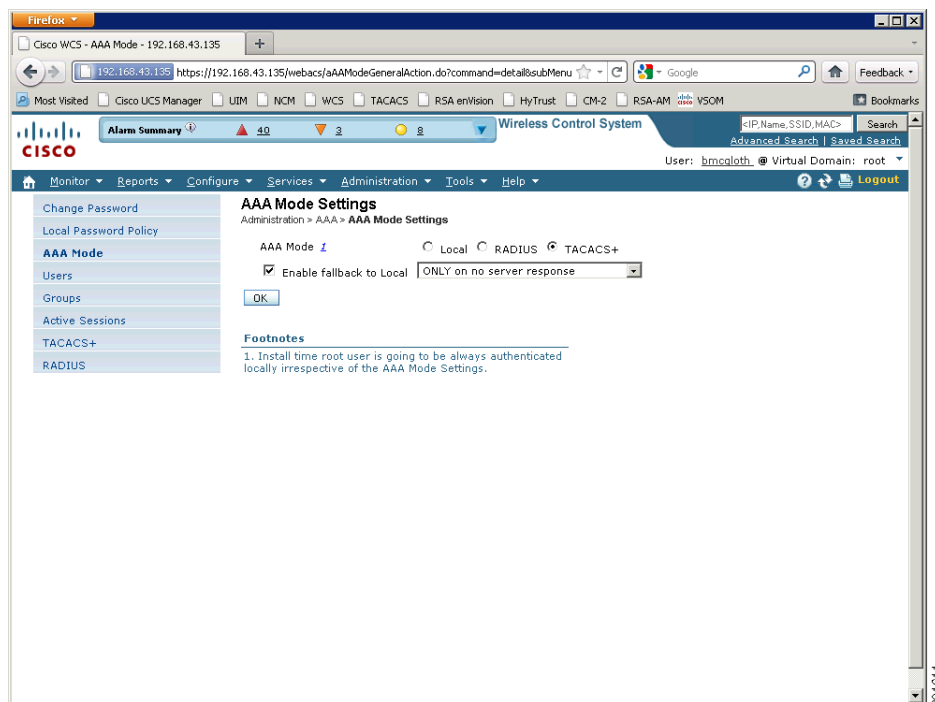 Firefox
Cisco WCS - AAA Mode - 192.168.43.135
192.168.43.135 https://192.168.43.135/webacs/aAAModeGeneralAction.do?command=detail&subMenu
Google
Feedback
Most Visited Cisco UCS Manager UIM NCM WCS TACACS RSA enVision HyTrust CM-2 RSA-AM VSOM Bookmarks
CISCO
Alarm Summary 40 3 8
Wireless Control System
<IP,Name,SSID,MAC> Search
Advanced Search | Saved Search
User: bmcgloth @ Virtual Domain: root
Monitor Reports Configure Services Administration Tools Help Logout
Change Password
Local Password Policy
AAA Mode
Users
Groups
Active Sessions
TACACS+
RADIUS
AAA Mode Settings
Administration > AAA > AAA Mode Settings
AAA Mode 1 Local RADIUS TACACS+
Enable fallback to Local ONLY on no server response
OK
Footnotes
1. Install time root user is going to be always authenticated
locally irrespective of the AAA Mode Settings.